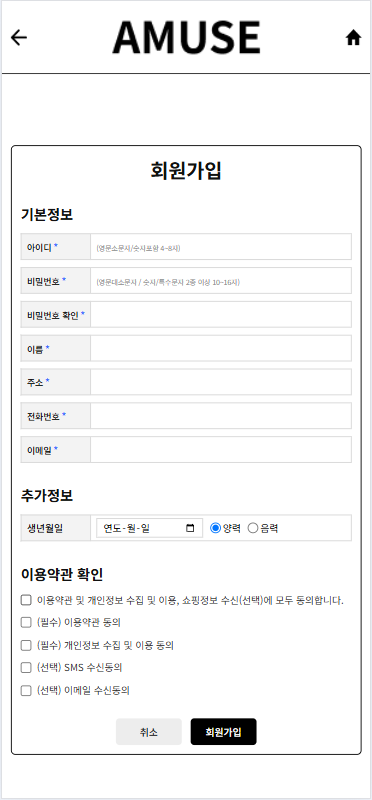 AMUSE
회원가입
기본정보
아이디 * (영문소문자/숫자포함 4~8자)
비밀번호 * (영문대소문자 / 숫자/특수문자 2종 이상 10~16자)
비밀번호 확인 *
이름 *
주소 *
전화번호 *
이메일 *
추가정보
생년월일 연도-월-일 양력 음력
이용약관 확인
이용약관 및 개인정보 수집 및 이용, 쇼핑정보 수신(선택)에 모두 동의합니다.
(필수) 이용약관 동의
(필수) 개인정보 수집 및 이용 동의
(선택) SMS 수신동의
(선택) 이메일 수신동의
취소 회원가입